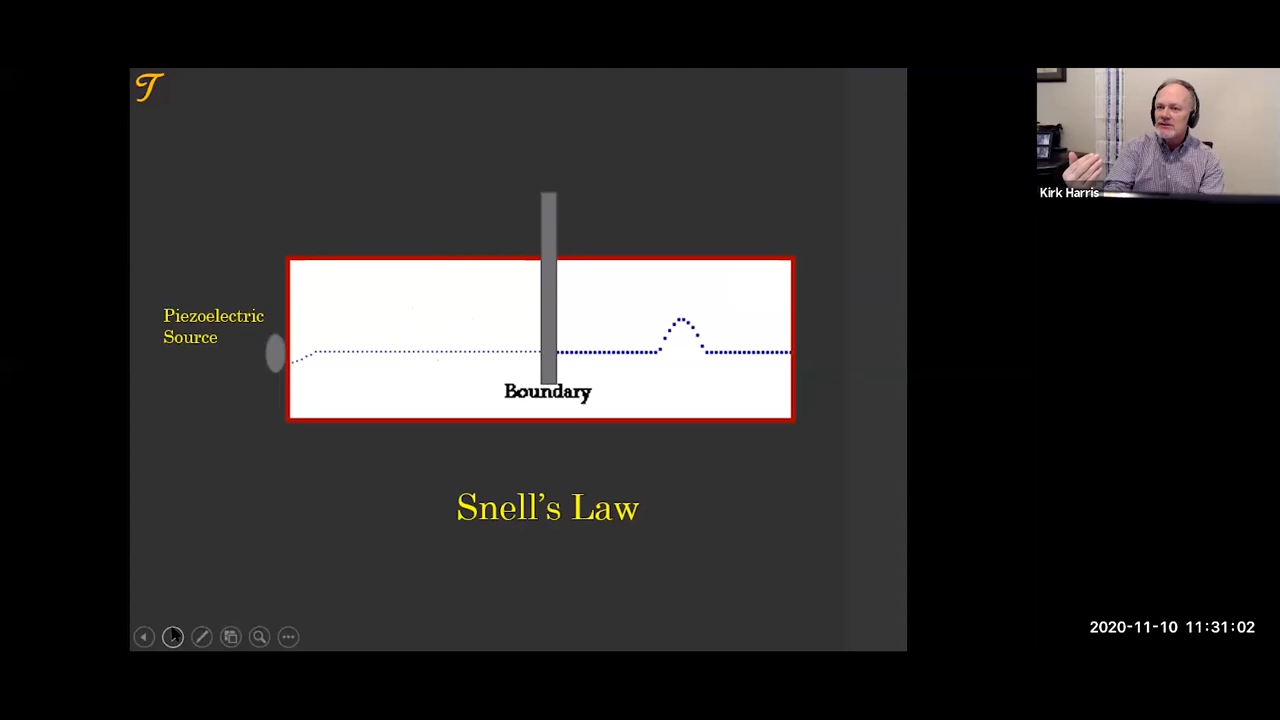 T
Kirk Harris
Piezoelectric
Source
Boundary
Snell's Law
2020-11-10 11:31:02